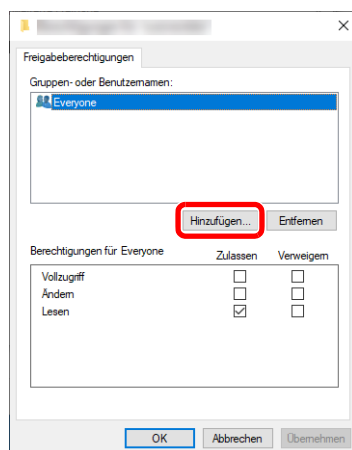 Freigabeberechtigungen
Gruppen- oder Benutzernamen:
Everyone
Hinzufügen... Entfernen
Berechtigungen für Everyone Zulassen Verweigern
Vollzugriff
Ändern
Lesen
OK Abbrechen Übernehmen